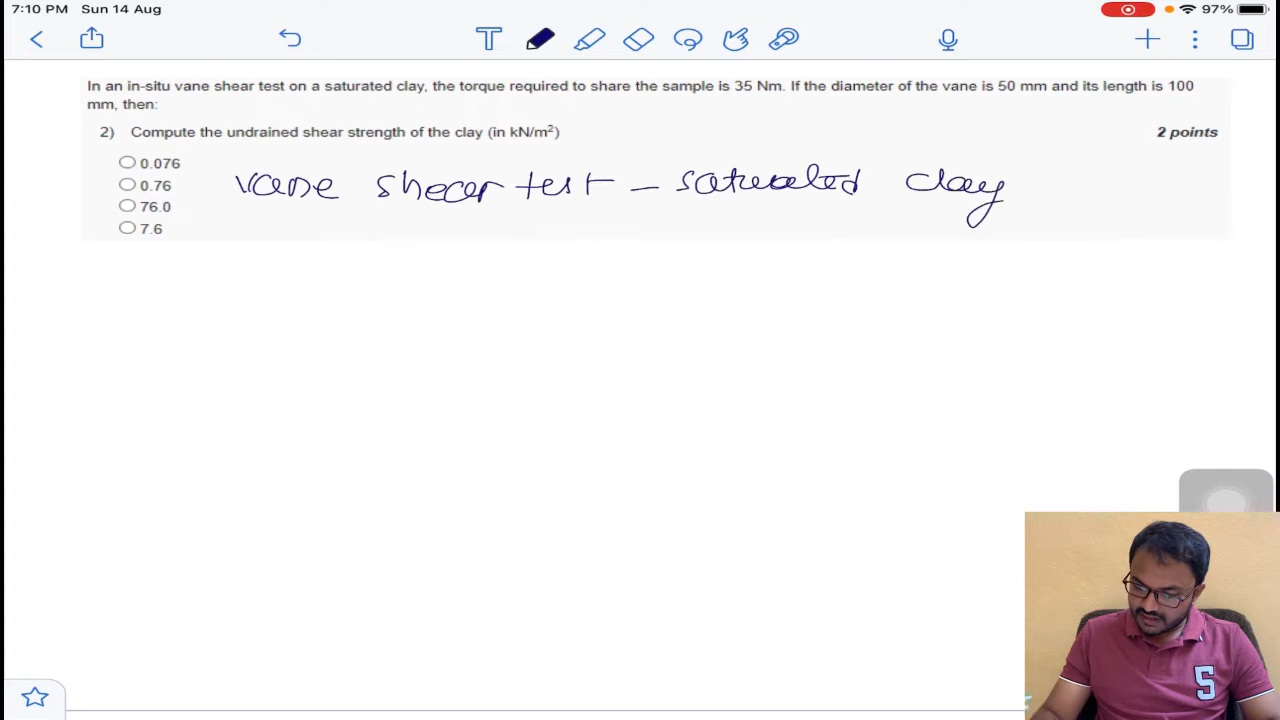 7:10 PM Sun 14 Aug
97%
T
In an in-situ vane shear test on a saturated clay, the torque required to share the sample is 35 Nm. If the diameter of the vane is 50 mm and its length is 100
mm, then:
2) Compute the undrained shear strength of the clay (in kN/m²) 2 points
0.076
0.76
76.0
7.6
vane shear test – saturated clay
S